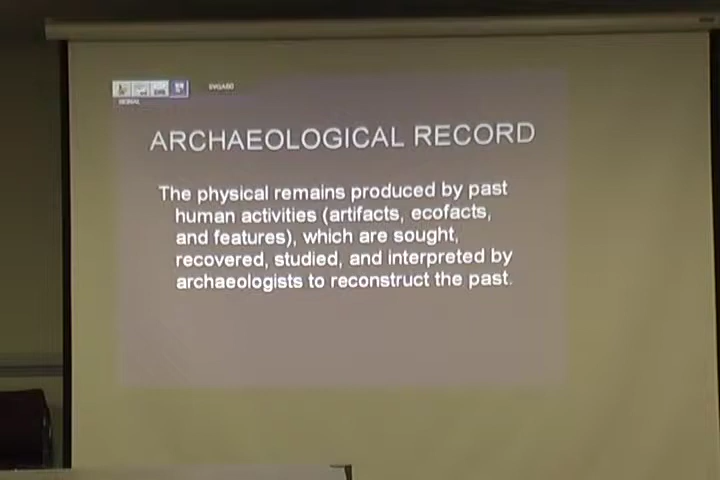 ARCHAEOLOGICAL RECORD
The physical remains produced by past
human activities (artifacts, ecofacts,
and features), which are sought,
recovered, studied, and interpreted by
archaeologists to reconstruct the past.